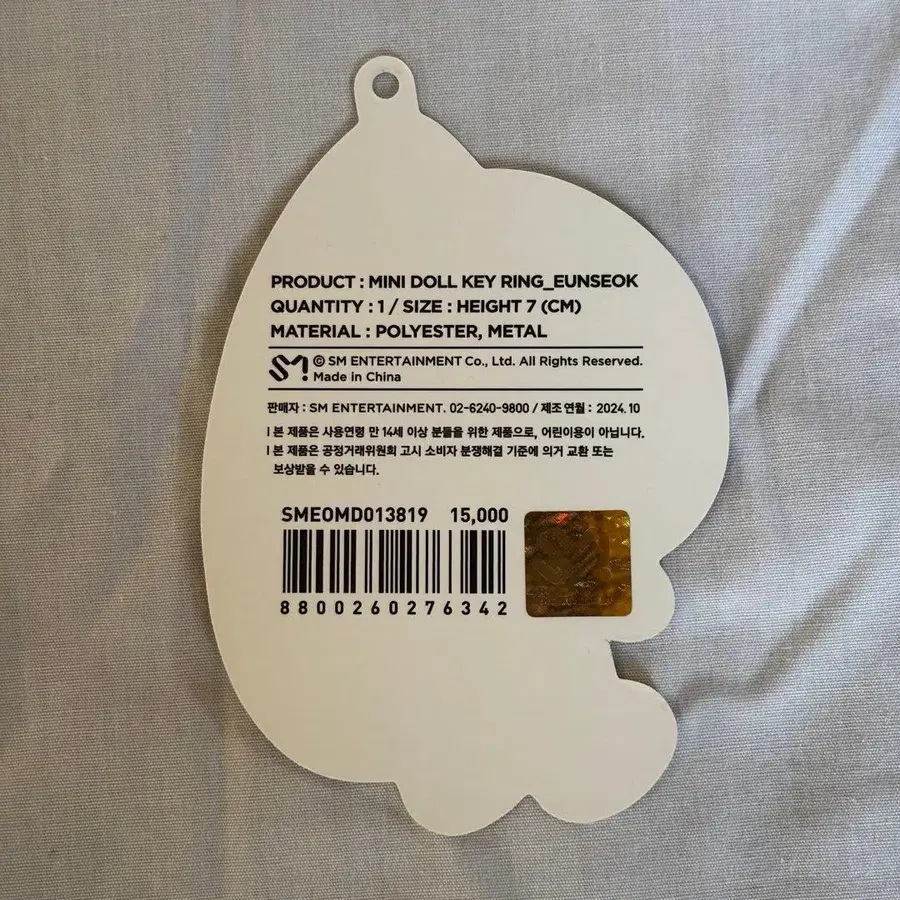 PRODUCT : MINI DOLL KEY RING_EUNSEOK
QUANTITY : 1 / SIZE : HEIGHT 7 (CM)
MATERIAL : POLYESTER, METAL
SM! © SM ENTERTAINMENT Co., Ltd. All Rights Reserved.
Made in China
판매자 : SM ENTERTAINMENT. 02-6240-9800 / 제조연월 : 2024. 10
ㅣ본 제품은 사용연령 만 14세 이상 분들을 위한 제품으로, 어린이용이 아닙니다.
ㅣ본 제품은 공정거래위원회 고시 소비자 분쟁해결 기준에 의거 교환 또는
보상받을 수 있습니다.
SMEOMD013819 15,000
8800260276342